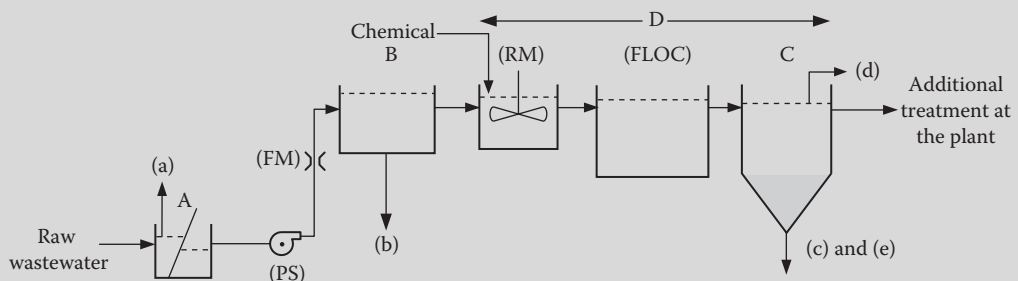 D
Chemical
B
(RM)
(FLOC)
C
(d)
Additional
treatment at
the plant
(FM)
(a)
A
(b)
(c) and (e)
Raw
wastewater
(PS)